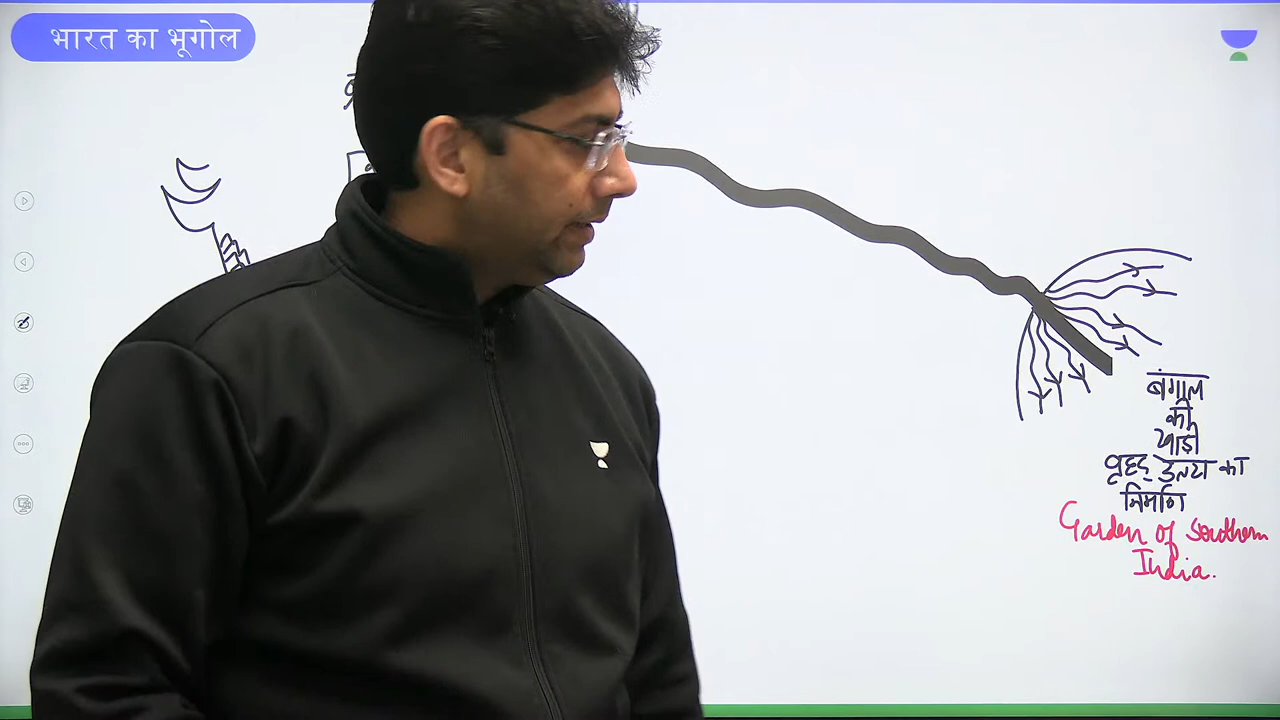 भारत का भूगोल
बंगाल
की
खाड़ी
वृहद् डेल्टा का
निर्माण
Garden of Southern
India.